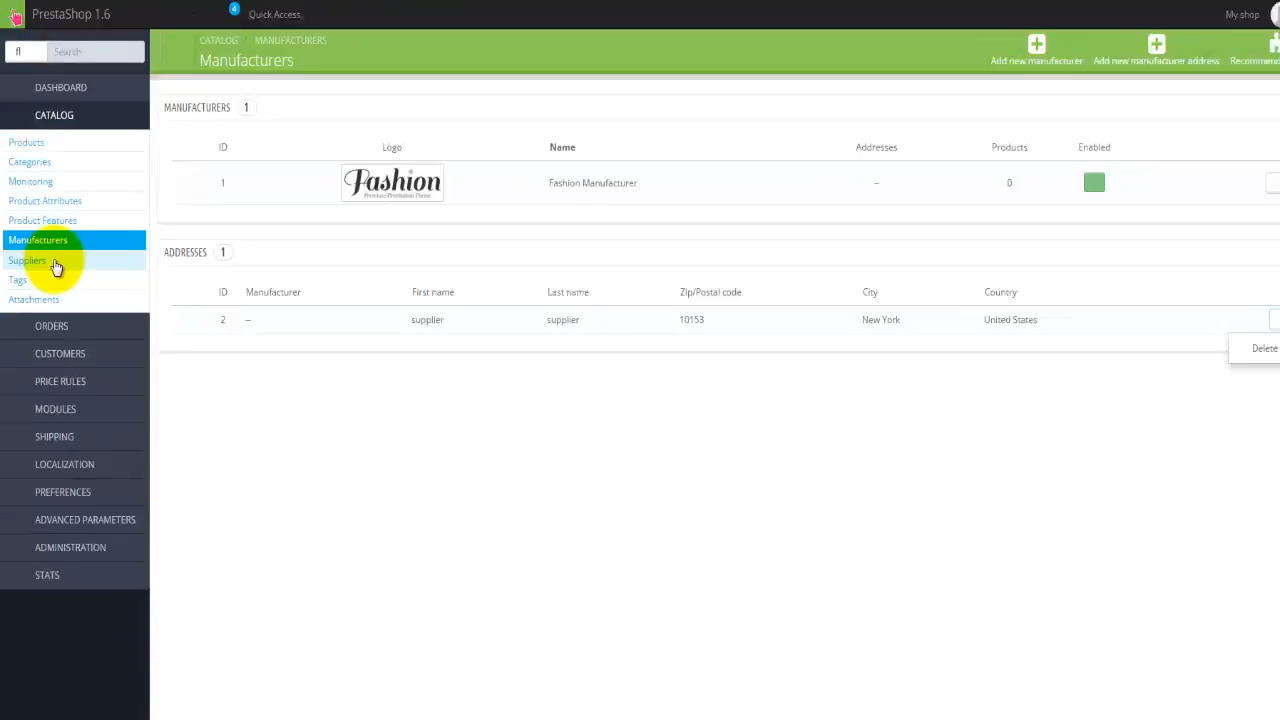 PrestaShop 1.6
4
Quick Access
My shop
fl
Search
CATALOG MANUFACTURERS
Manufacturers
Add new manufacturer
Add new manufacturer address
DASHBOARD
CATALOG
Products
Categories
Monitoring
Product Attributes
Product Features
Manufacturers
Suppliers
Tags
Attachments
ORDERS
CUSTOMERS
PRICE RULES
MODULES
SHIPPING
LOCALIZATION
PREFERENCES
ADVANCED PARAMETERS
ADMINISTRATION
STATS
MANUFACTURERS 1
ID Logo Name Addresses Products Enabled
1 Fashion Fashion Manufacturer -- 0
ADDRESSES 1
ID Manufacturer First name Last name Zip/Postal code City Country
2 -- supplier supplier 10153 New York United States
Delete